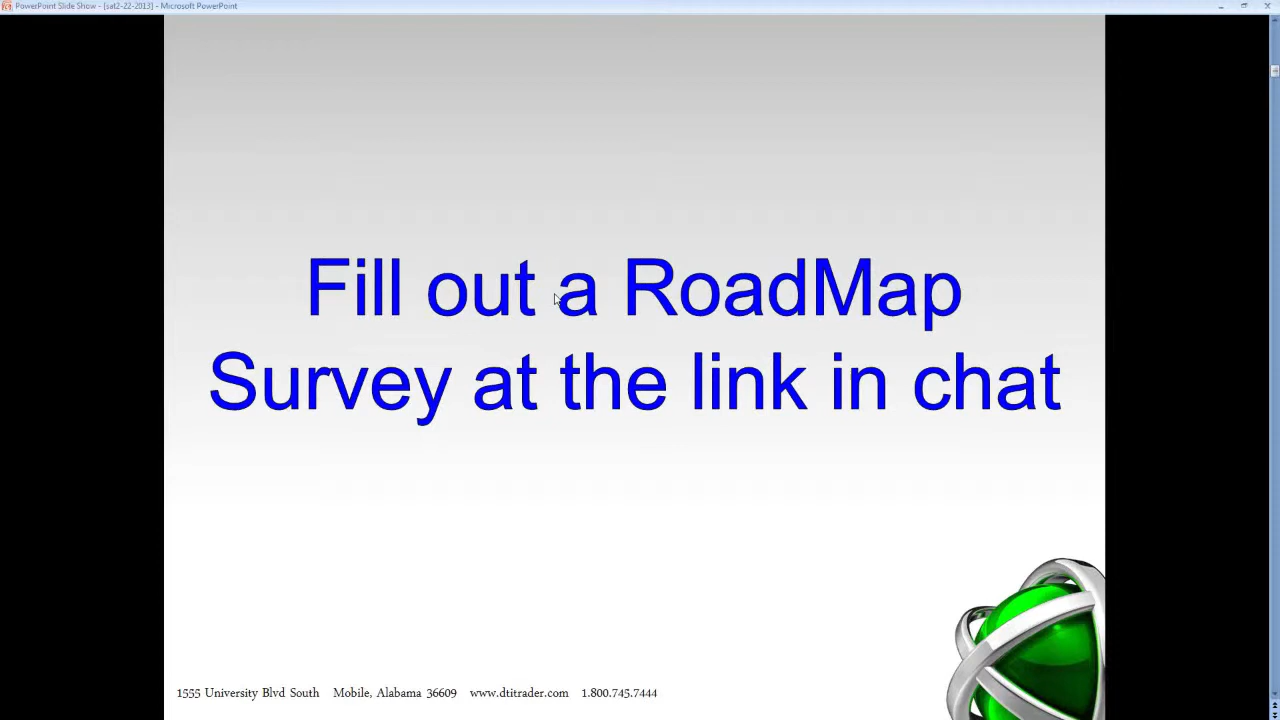 PowerPoint Slide Show - [sat2-22-2013] - Microsoft PowerPoint
Fill out a RoadMap
Survey at the link in chat
1555 University Blvd South Mobile, Alabama 36609 www.dtitrader.com 1.800.745.7444